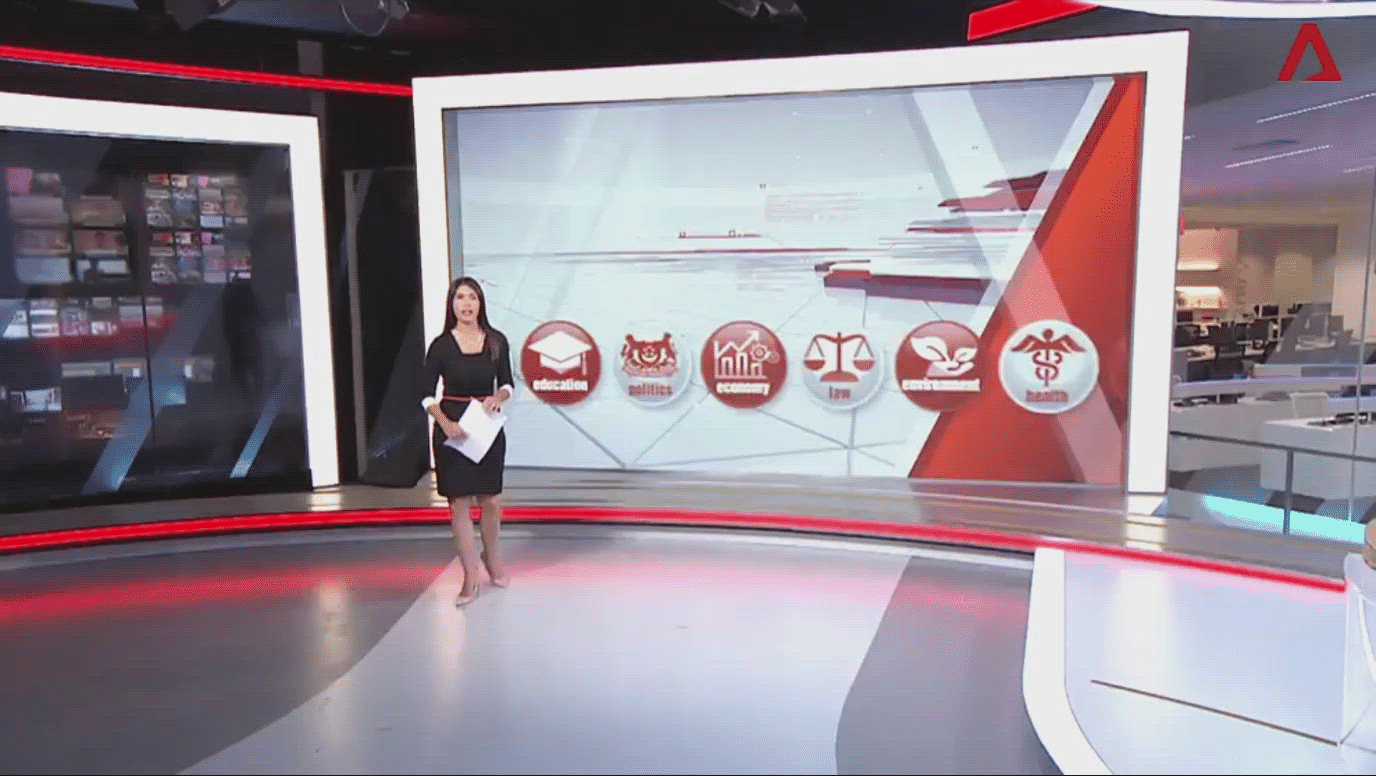 education
politics
economy
law
environment
health